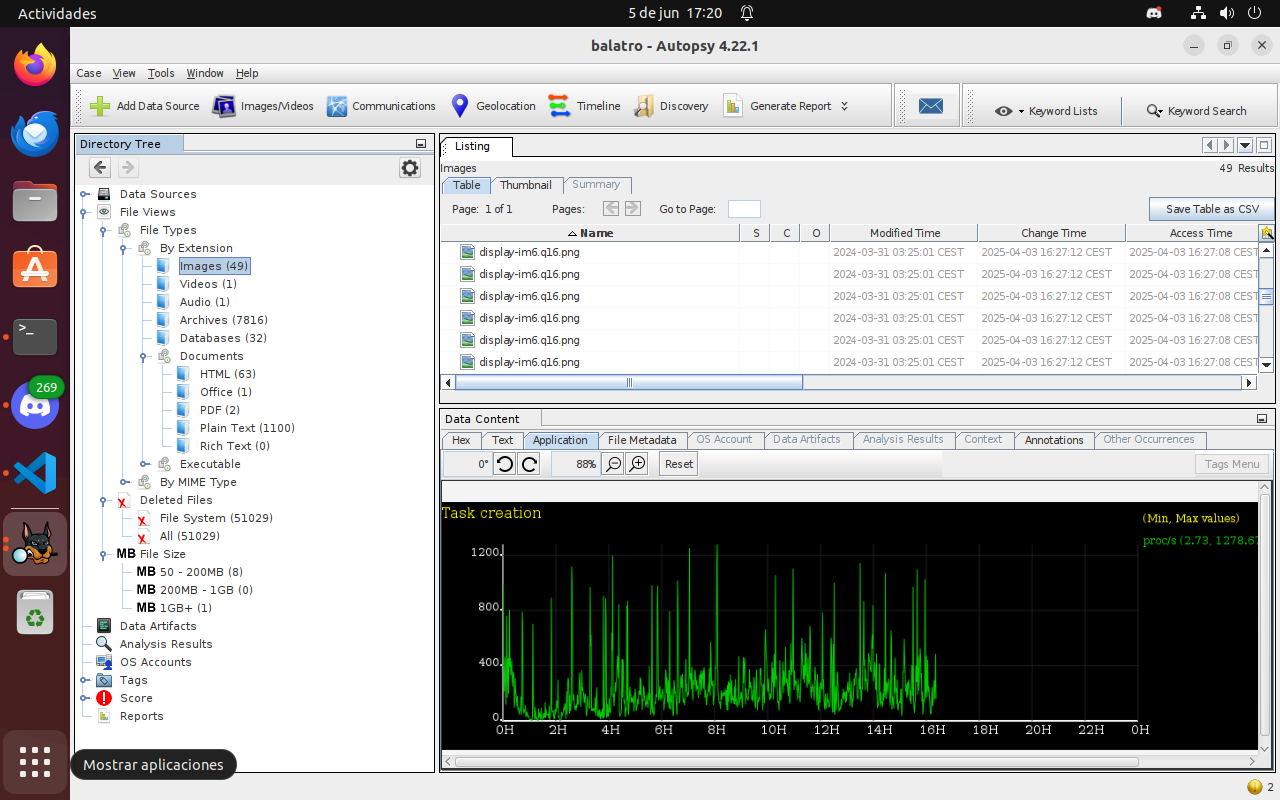 Actividades
5 de jun 17:20
balatro - Autopsy 4.22.1
Case View Tools Window Help
Add Data Source Images/Videos Communications Geolocation Timeline Discovery Generate Report Keyword Lists Keyword Search
Directory Tree
Data Sources
File Views
File Types
By Extension
Images (49)
Videos (1)
Audio (1)
Archives (7816)
Databases (32)
Documents
HTML (63)
Office (1)
PDF (2)
Plain Text (1100)
Rich Text (0)
Executable
By MIME Type
Deleted Files
File System (51029)
All (51029)
MB File Size
MB 50 - 200MB (8)
MB 200MB - 1GB (0)
MB 1GB+ (1)
Data Artifacts
Analysis Results
OS Accounts
Tags
Score
Reports
269
Mostrar aplicaciones
Listing
Images
49 Results
Table Thumbnail Summary
Page: 1 of 1 Pages: Go to Page:
Save Table as CSV
Name S C O Modified Time Change Time Access Time
display-im6.q16.png 2024-03-31 03:25:01 CEST 2025-04-03 16:27:12 CEST 2025-04-03 16:27:08 CEST
display-im6.q16.png 2024-03-31 03:25:01 CEST 2025-04-03 16:27:12 CEST 2025-04-03 16:27:08 CEST
display-im6.q16.png 2024-03-31 03:25:01 CEST 2025-04-03 16:27:12 CEST 2025-04-03 16:27:08 CEST
display-im6.q16.png 2024-03-31 03:25:01 CEST 2025-04-03 16:27:12 CEST 2025-04-03 16:27:08 CEST
display-im6.q16.png 2024-03-31 03:25:01 CEST 2025-04-03 16:27:12 CEST 2025-04-03 16:27:08 CEST
display-im6.q16.png 2024-03-31 03:25:01 CEST 2025-04-03 16:27:12 CEST 2025-04-03 16:27:08 CEST
Data Content
Hex Text Application File Metadata OS Account Data Artifacts Analysis Results Context Annotations Other Occurrences
0° 88% Reset
Tags Menu
Task creation
(Min, Max values)
proc/s (2.73, 1278.67
1200
800
400
0
0H 2H 4H 6H 8H 10H 12H 14H 16H 18H 20H 22H 0H
2